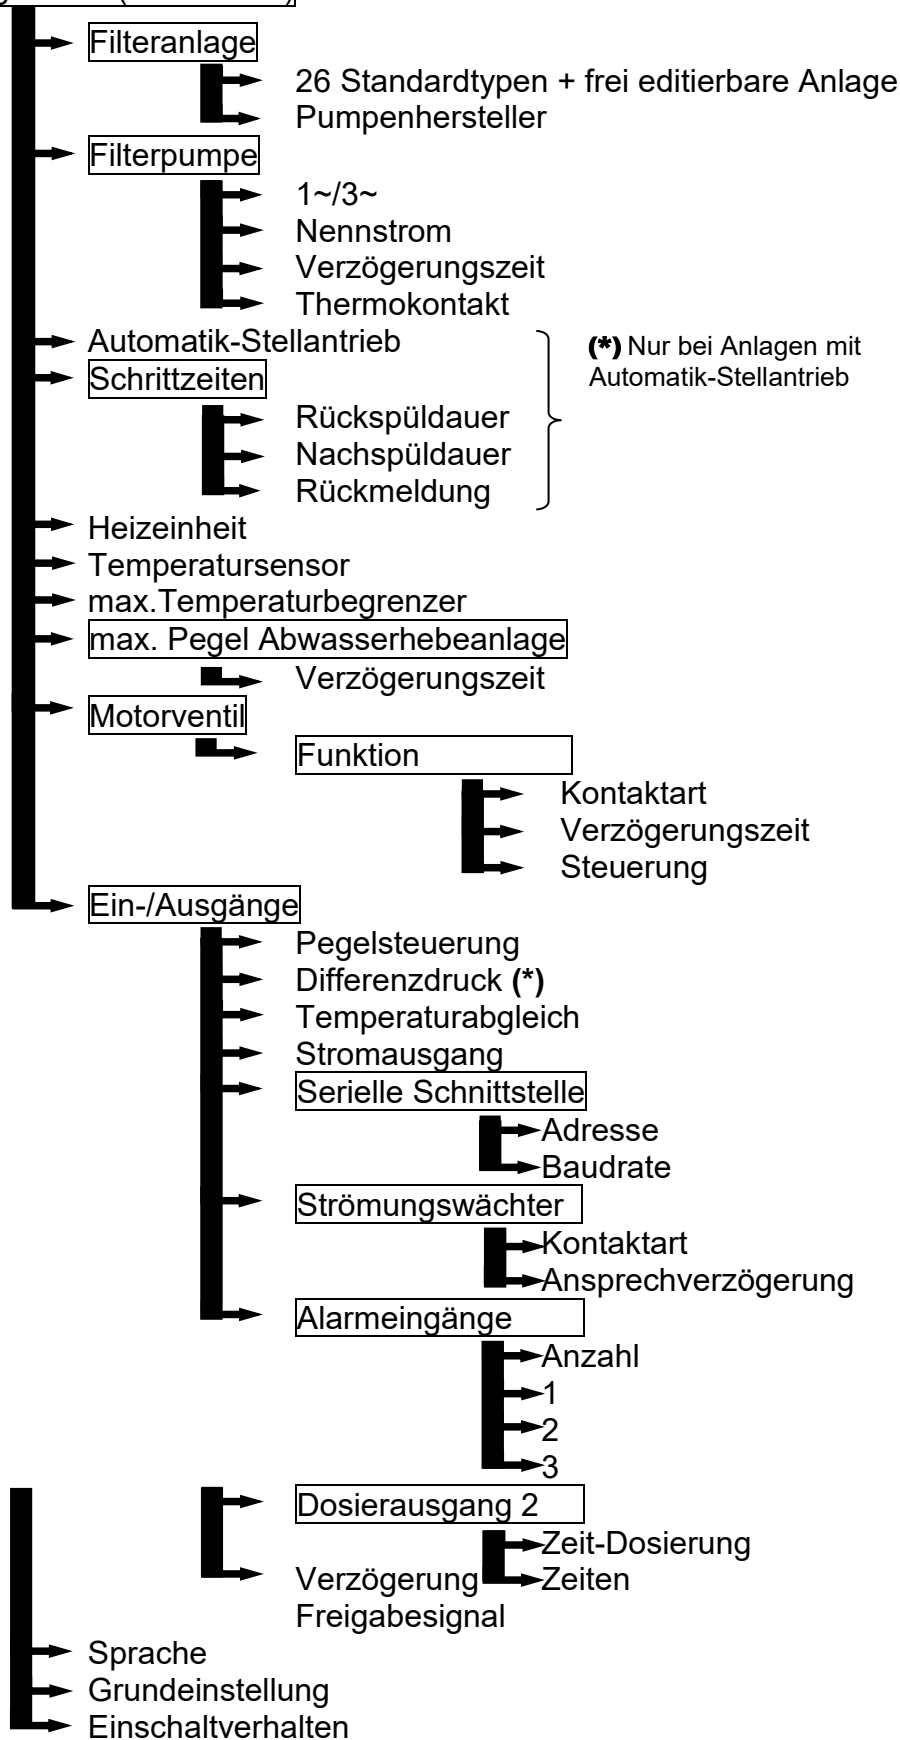 Filteranlage
26 Standardtypen + frei editierbare Anlage
Pumpenhersteller
Filterpumpe
1~/3~
Nennstrom
Verzögerungszeit
Thermokontakt
Automatik-Stellantrieb
(*) Nur bei Anlagen mit
Automatik-Stellantrieb
Schrittzeiten
Rückspüldauer
Nachspüldauer
Rückmeldung
Heizeinheit
Temperatursensor
max.Temperaturbegrenzer
max. Pegel Abwasserhebeanlage
Verzögerungszeit
Motorventil
Funktion
Kontaktart
Verzögerungszeit
Steuerung
Ein-/Ausgänge
Pegelsteuerung
Differenzdruck (*)
Temperaturabgleich
Stromausgang
Serielle Schnittstelle
Adresse
Baudrate
Strömungswächter
Kontaktart
Ansprechverzögerung
Alarmeingänge
Anzahl
1
2
3
Dosierausgang 2
Zeit-Dosierung
Zeiten
Verzögerung
Freigabesignal
Sprache
Grundeinstellung
Einschaltverhalten